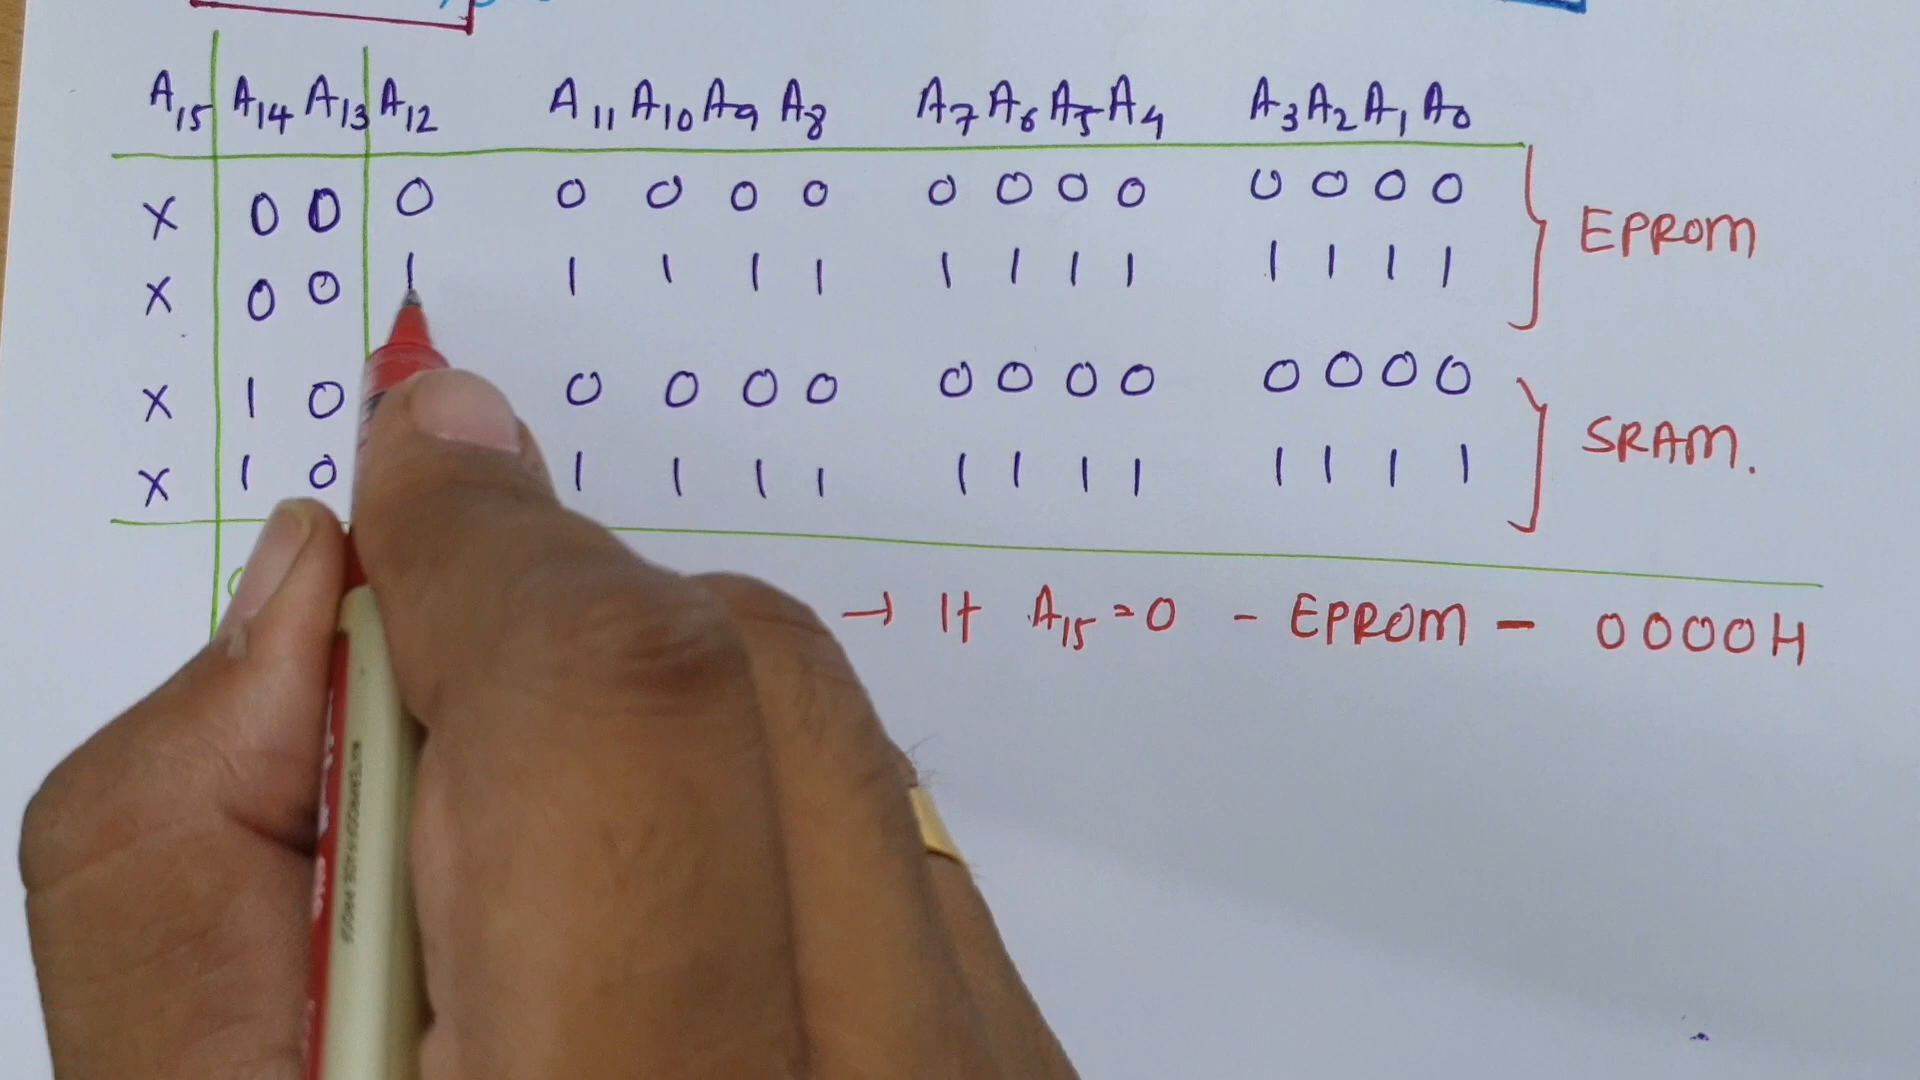 A15 A14 A13 A12 A11 A10 A9 A8 A7 A6 A5 A4 A3 A2 A1 A0
X 0 0 0 0 0 0 0 0 0 0 0 0 0 0 0 EPROM
X 0 0 1 1 1 1 1 1 1 1 1 1 1 1 1
X 1 0 0 0 0 0 0 0 0 0 0 0 0 0 SRAM.
X 1 0 1 1 1 1 1 1 1 1 1 1 1 1
→ If A15=0 - EPROM - 0000H